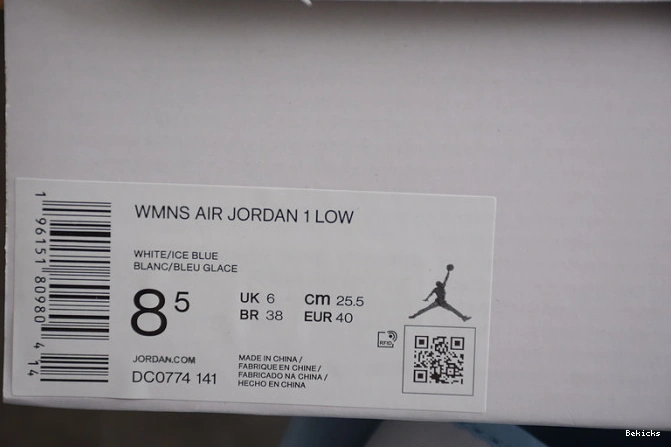 WMNS AIR JORDAN 1 LOW
WHITE/ICE BLUE
BLANC/BLEU GLACE
8 5
UK 6
cm 25.5
BR 38
EUR 40
RFID
JORDAN.COM
DC0774 141
MADE IN CHINA /
FABRIQUÉ EN CHINE /
FABRICADO NA CHINA /
HECHO EN CHINA
1 96151 80980 4 14
Bekicks